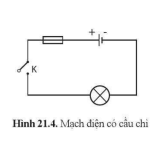 + -
K
Hình 21.4. Mạch điện có cầu chì